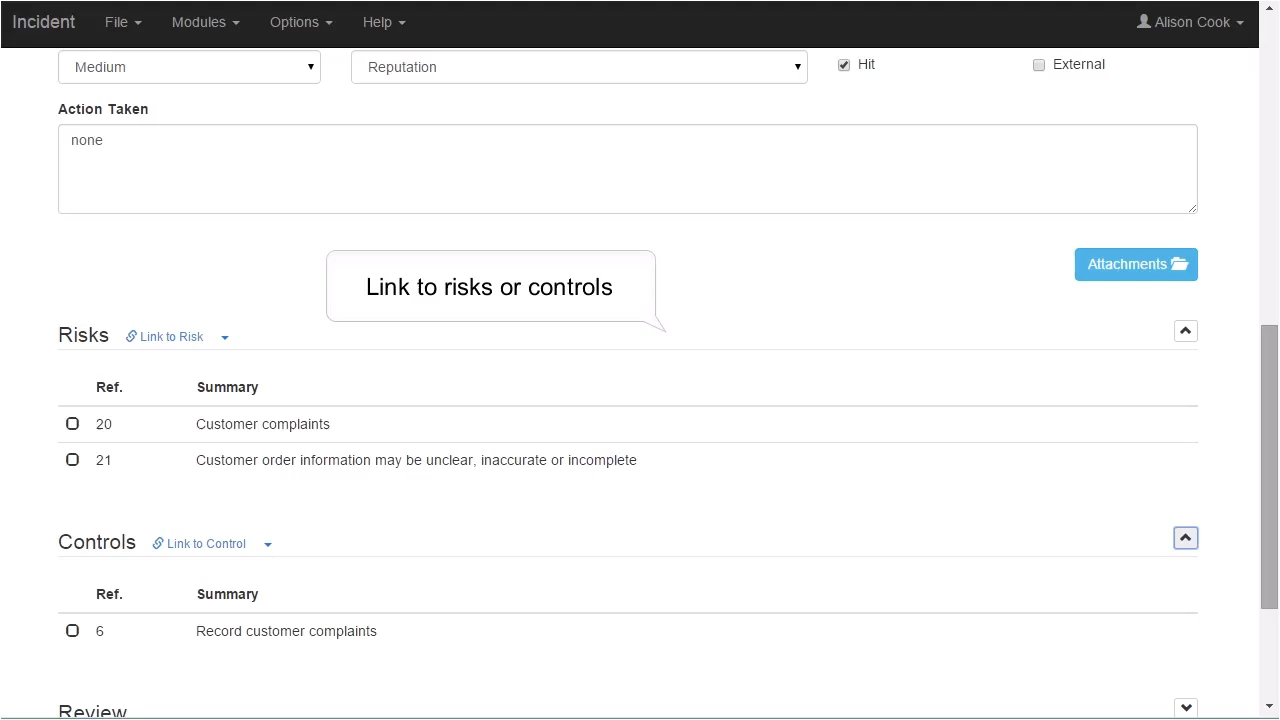 Incident File Modules Options Help Alison Cook
Medium Reputation Hit External
Action Taken
none
Attachments
Link to risks or controls
Risks Link to Risk
Ref. Summary
20 Customer complaints
21 Customer order information may be unclear, inaccurate or incomplete
Controls Link to Control
Ref. Summary
6 Record customer complaints
Review